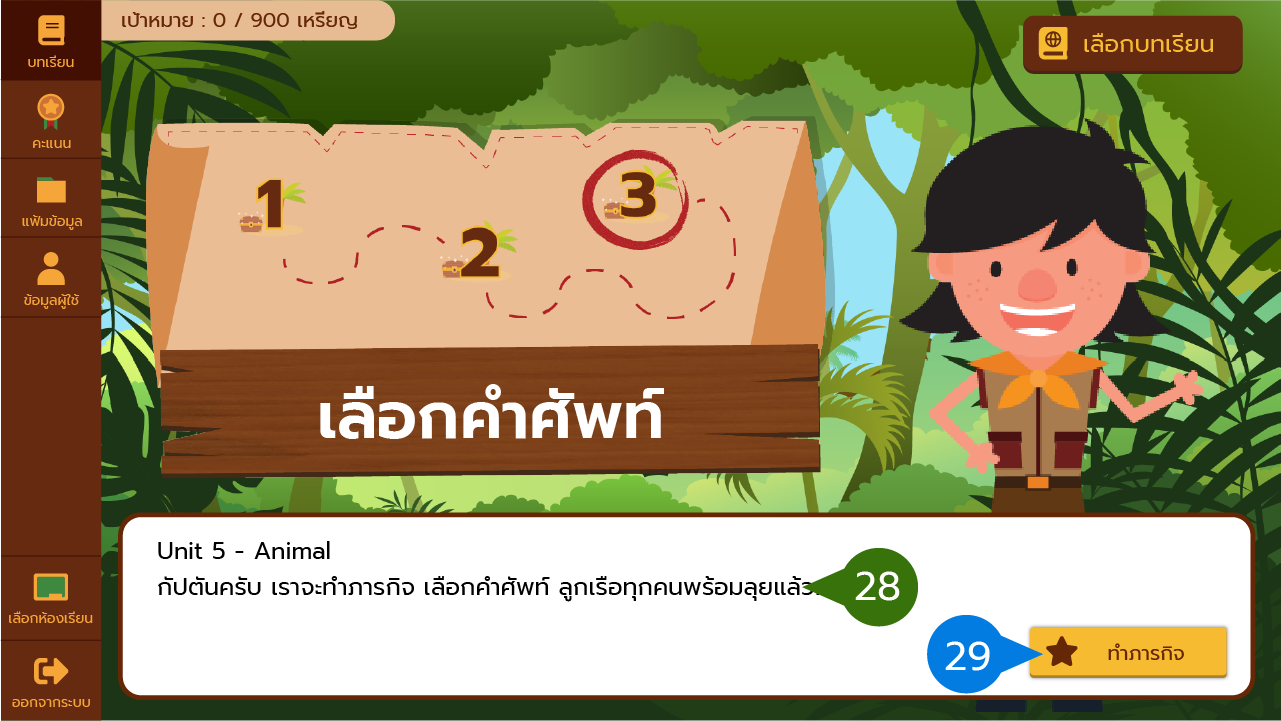 เป้าหมาย : 0 / 900 เหรียญ
บทเรียน
คะแนน
แฟ้มข้อมูล
ข้อมูลผู้ใช้
เลือกห้องเรียน
ออกจากระบบ
เลือกบทเรียน
1
2
3
เลือกคำศัพท์
Unit 5 - Animal
กัปตันครับ เราจะทำภารกิจ เลือกคำศัพท์ ลูกเรือทุกคนพร้อมลุยแล้ว
28
29
ทำภารกิจ